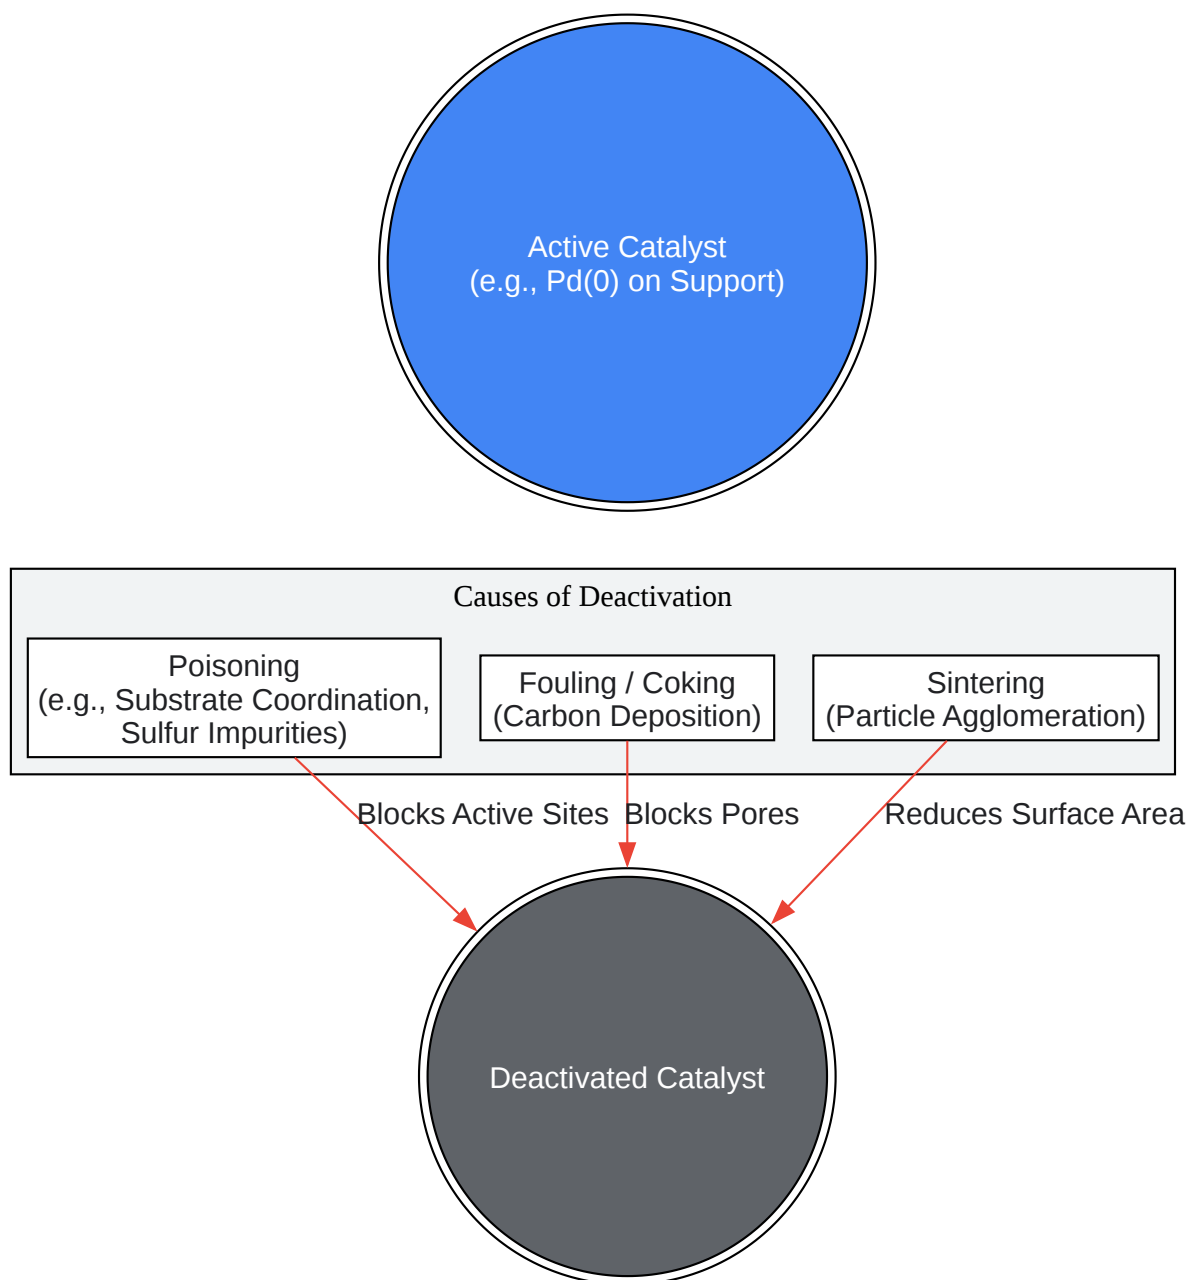 Active Catalyst
(e.g., Pd(0) on Support)
Causes of Deactivation
Poisoning
(e.g., Substrate Coordination,
Sulfur Impurities)
Fouling / Coking
(Carbon Deposition)
Sintering
(Particle Agglomeration)
Blocks Active Sites
Blocks Pores
Reduces Surface Area
Deactivated Catalyst